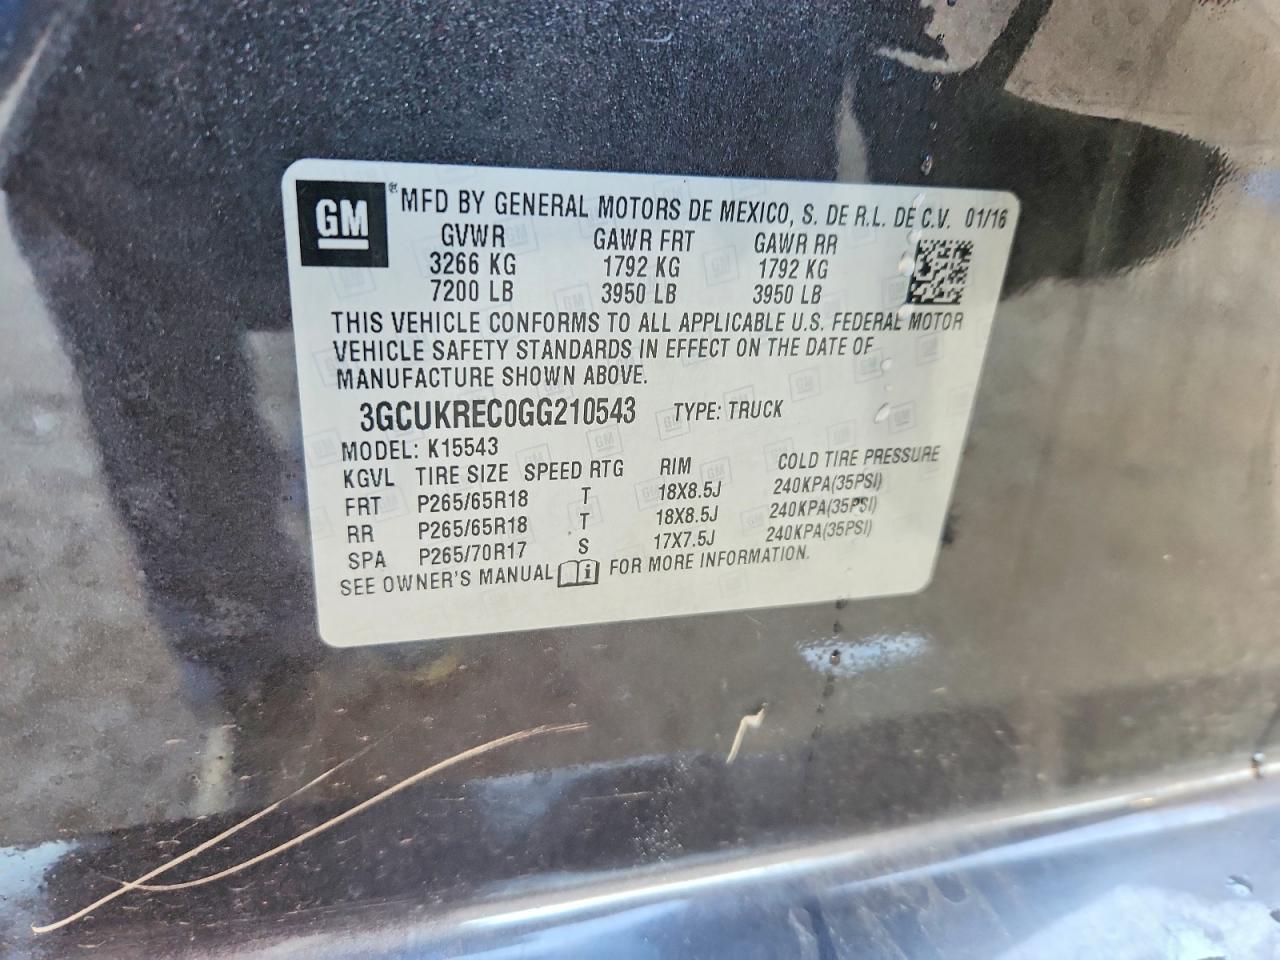 GM ® MFD BY GENERAL MOTORS DE MEXICO, S. DE R.L. DE C.V. 01/16
GVWR GAWR FRT GAWR RR
3266 KG 1792 KG 1792 KG
7200 LB 3950 LB 3950 LB
THIS VEHICLE CONFORMS TO ALL APPLICABLE U.S. FEDERAL MOTOR
VEHICLE SAFETY STANDARDS IN EFFECT ON THE DATE OF
MANUFACTURE SHOWN ABOVE.
3GCUKREC0GG210543 TYPE: TRUCK
MODEL: K15543
KGVL TIRE SIZE SPEED RTG RIM COLD TIRE PRESSURE
FRT P265/65R18 T 18X8.5J 240KPA(35PSI)
RR P265/65R18 T 18X8.5J 240KPA(35PSI)
SPA P265/70R17 S 17X7.5J 240KPA(35PSI)
SEE OWNER'S MANUAL FOR MORE INFORMATION.